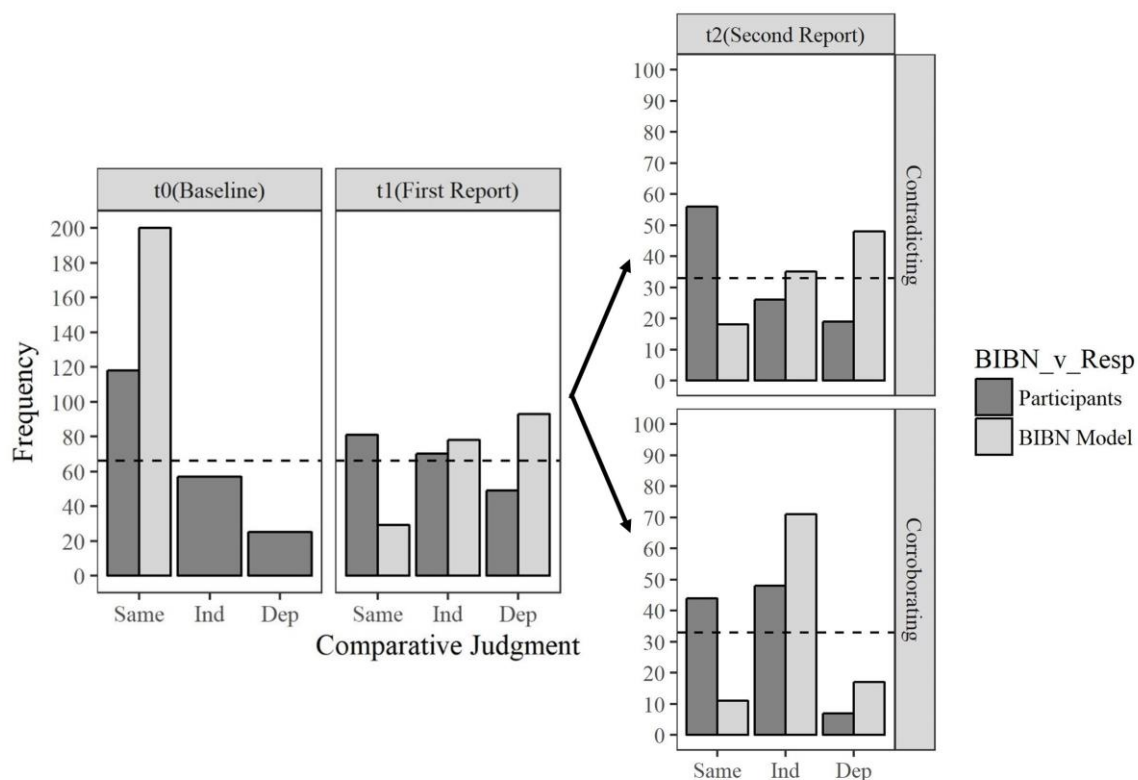 t2(Second Report)
100
90
80
70
60
50
40
30
20
10
0
Contradicting
t0(Baseline)
t1(First Report)
Frequency
200
180
160
140
120
100
80
60
40
20
0
Same Ind Dep
Same Ind Dep
Comparative Judgment
100
90
80
70
60
50
40
30
20
10
0
Corroborating
Same Ind Dep
BIBN_v_Resp
Participants
BIBN Model